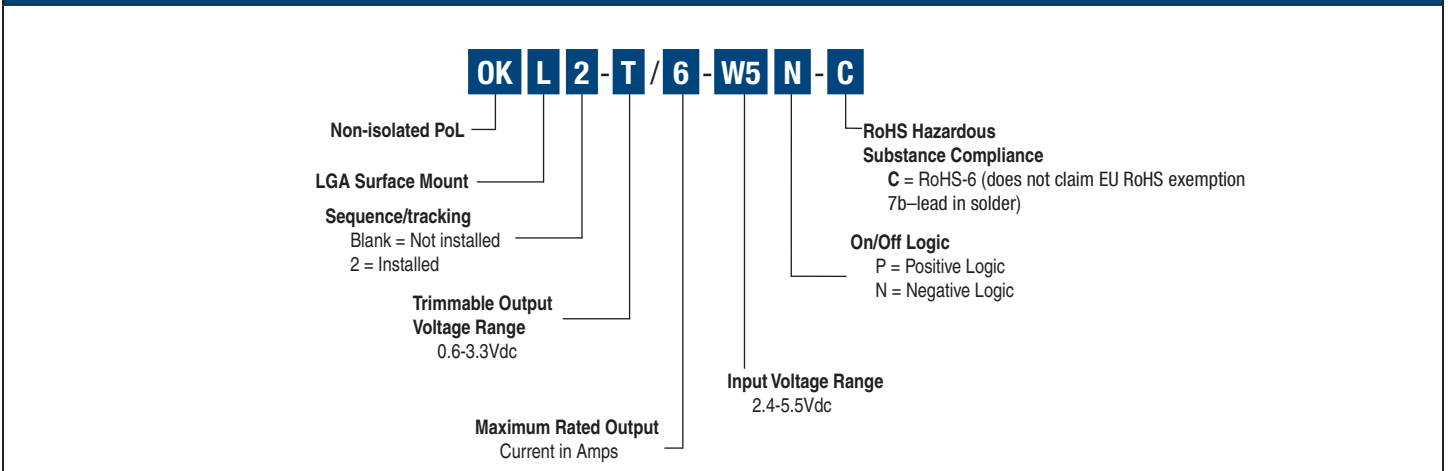 OK L 2 - T / 6 - W5 N - C
Non-isolated PoL
LGA Surface Mount
Sequence/tracking
Blank = Not installed
2 = Installed
Trimmable Output
Voltage Range
0.6-3.3Vdc
Maximum Rated Output
Current in Amps
Input Voltage Range
2.4-5.5Vdc
On/Off Logic
P = Positive Logic
N = Negative Logic
RoHS Hazardous
Substance Compliance
C = RoHS-6 (does not claim EU RoHS exemption
7b–lead in solder)